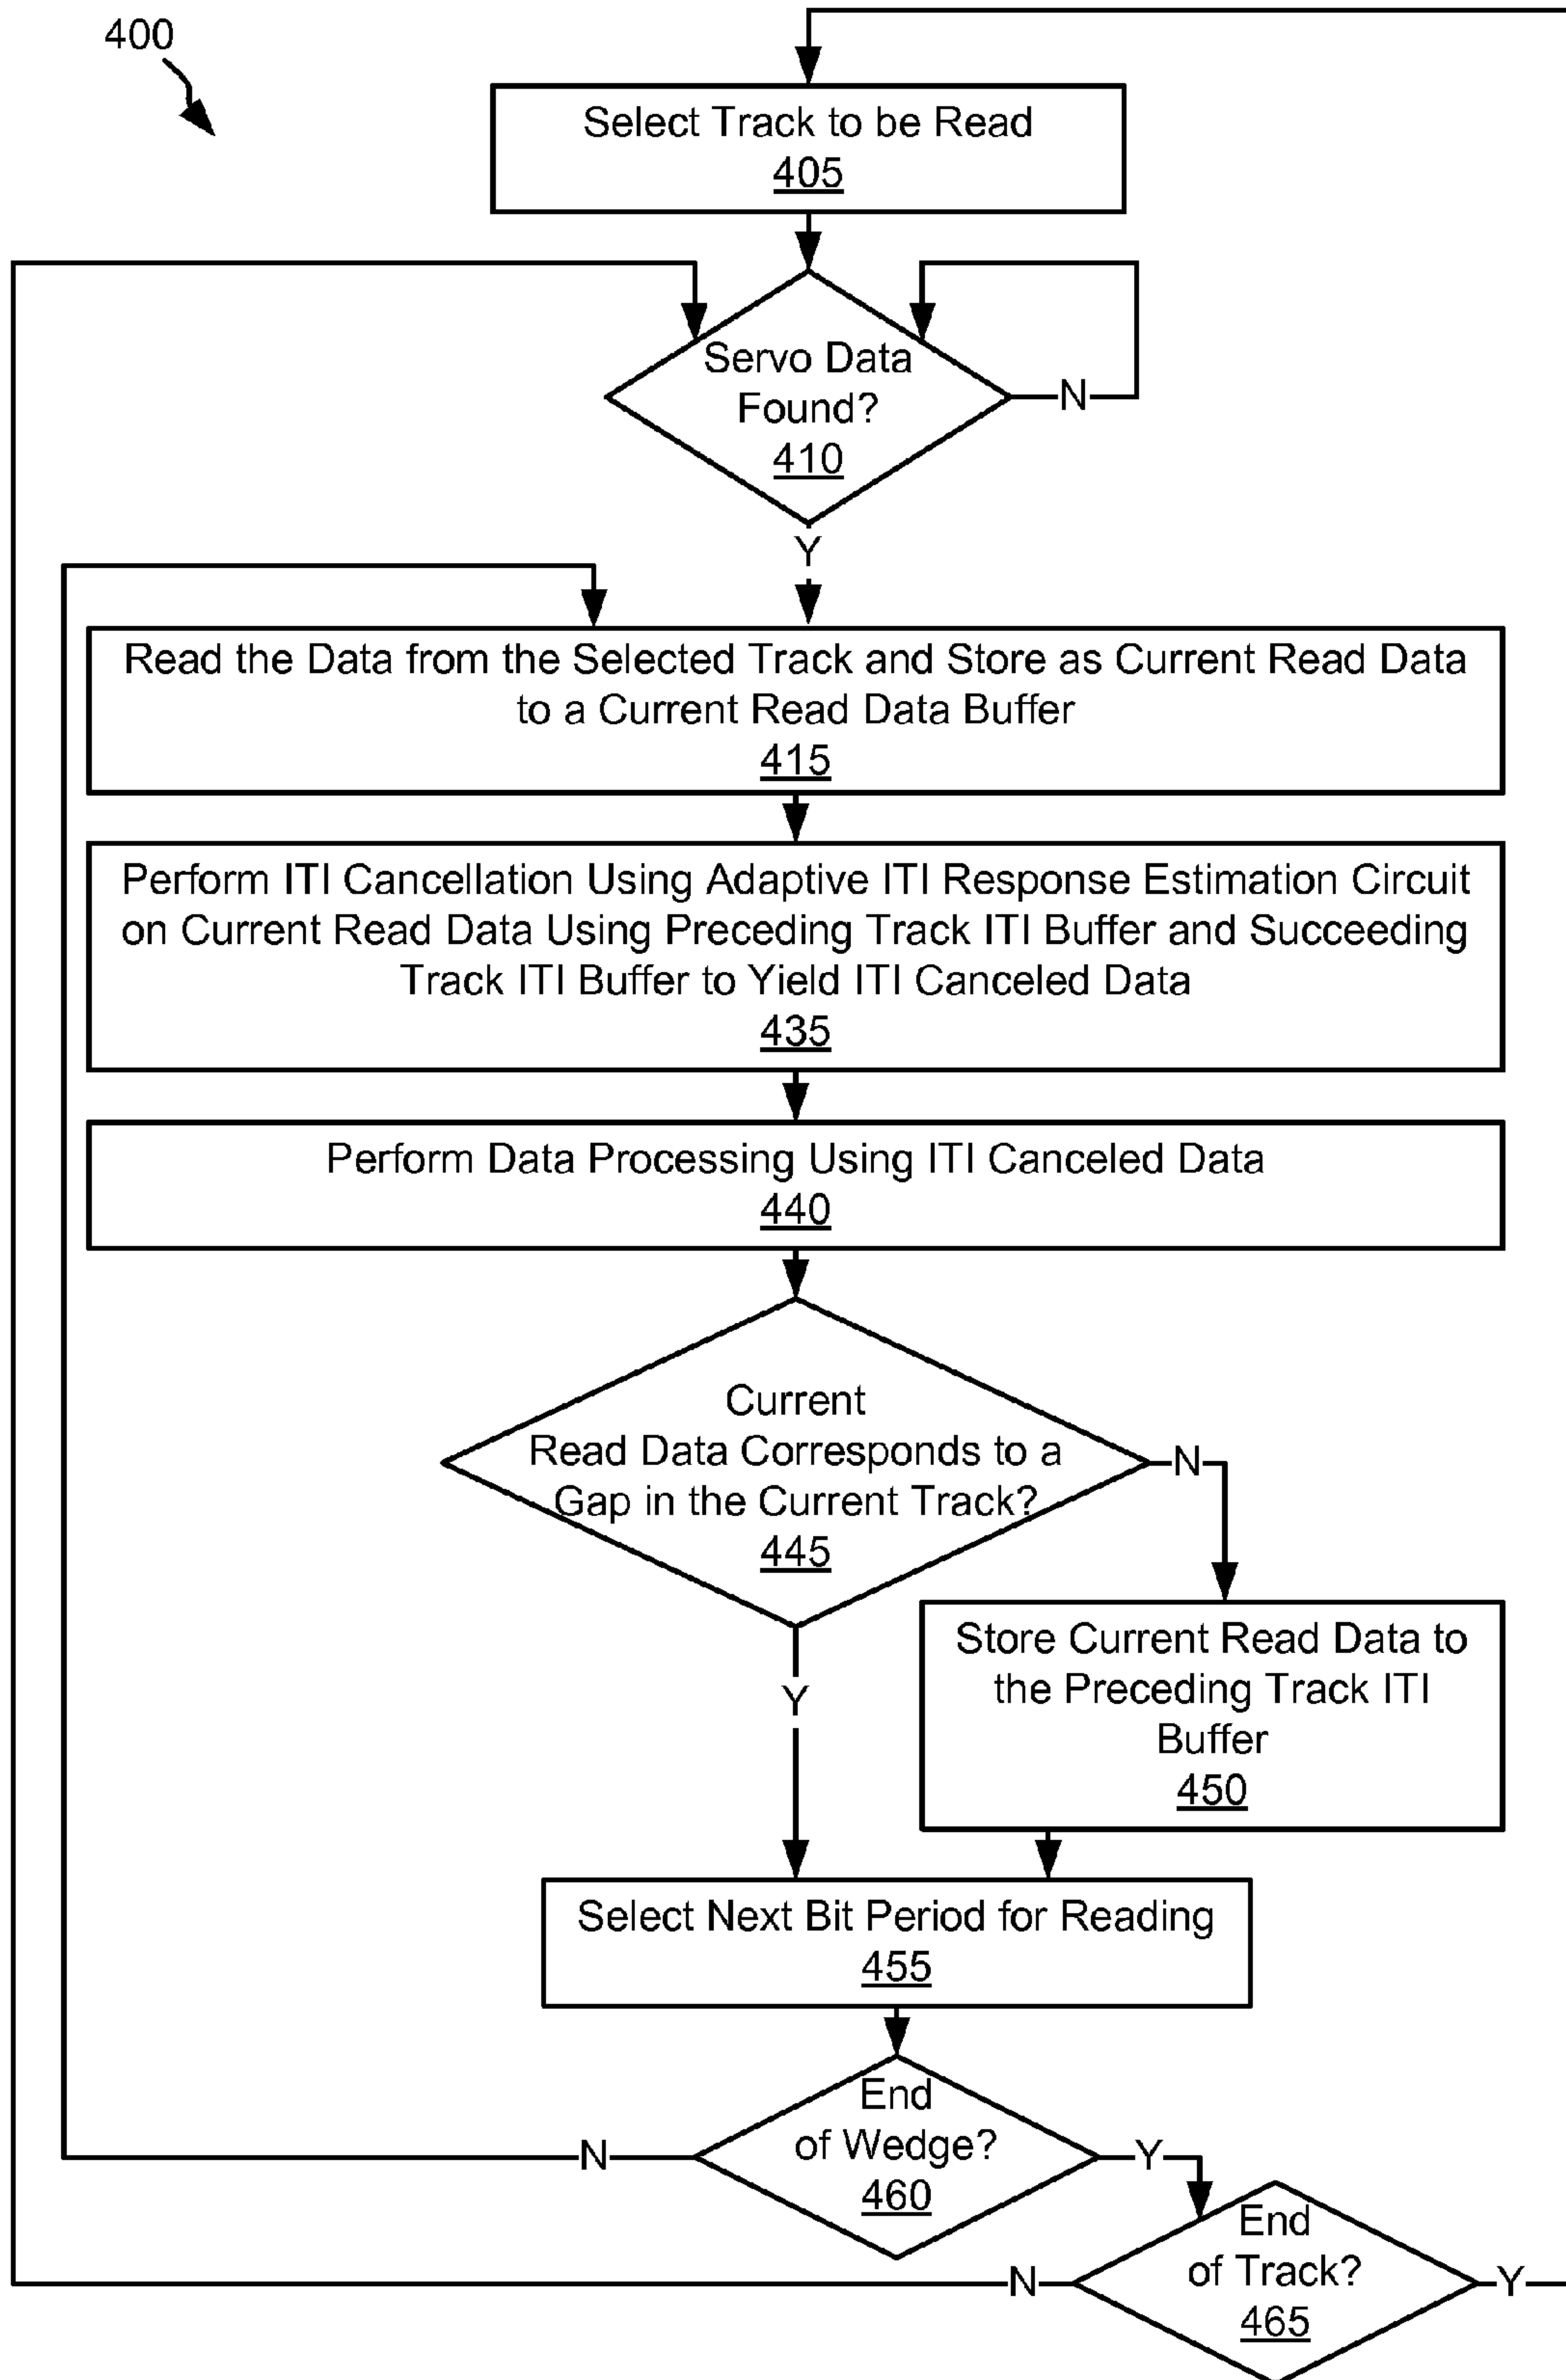 400
Select Track to be Read
405
Servo Data
Found?
410
N
Y
Read the Data from the Selected Track and Store as Current Read Data
to a Current Read Data Buffer
415
Perform ITI Cancellation Using Adaptive ITI Response Estimation Circuit
on Current Read Data Using Preceding Track ITI Buffer and Succeeding
Track ITI Buffer to Yield ITI Canceled Data
435
Perform Data Processing Using ITI Canceled Data
440
Current
Read Data Corresponds to a
Gap in the Current Track?
445
N
Y
Store Current Read Data to
the Preceding Track ITI
Buffer
450
Select Next Bit Period for Reading
455
End
of Wedge?
460
N
Y
End
of Track?
465
N
Y